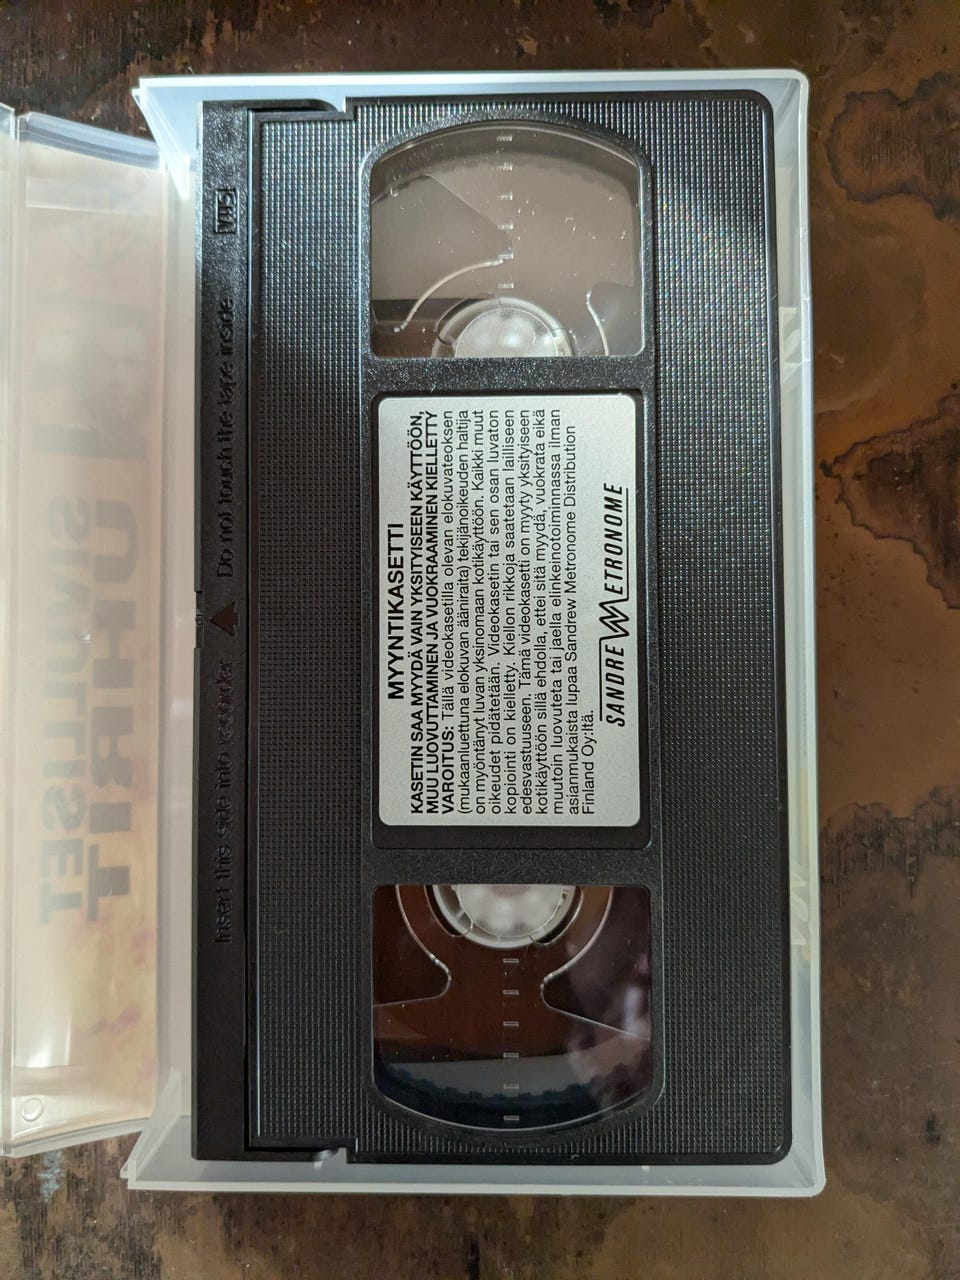 MYYNTIKASETTI
KASETIN SAA MYYDÄ VAIN YKSITYISEEN KÄYTTÖÖN,
MUU LUOVUTTAMINEN JA VUOKRAAMINEN KIELLETTY
VAROITUS: Tällä videokasetilla olevan elokuvateoksen
(mukaanluettuna elokuvan ääniraita) tekijänoikeuden haltija
on myöntänyt luvan yksinomaan kotikäyttöön. Kaikki muut
oikeudet pidätetään. Videokasetin tai sen osan luvaton
kopiointi on kielletty. Kiellon rikkoja saatetaan lailliseen
edesvastuuseen. Tämä videokasetti on myyty yksityiseen
kotikäyttöön sillä ehdolla, ettei sitä myydä, vuokrata eikä
muutoin luovuteta tai jaella elinkeinotoiminnassa ilman
asianmukaista lupaa Sandrew Metronome Distribution
Finland Oy:ltä.
SANDREW METRONOME
Insert this side into recorder
Do not touch the tape inside
VHS
UHRIT